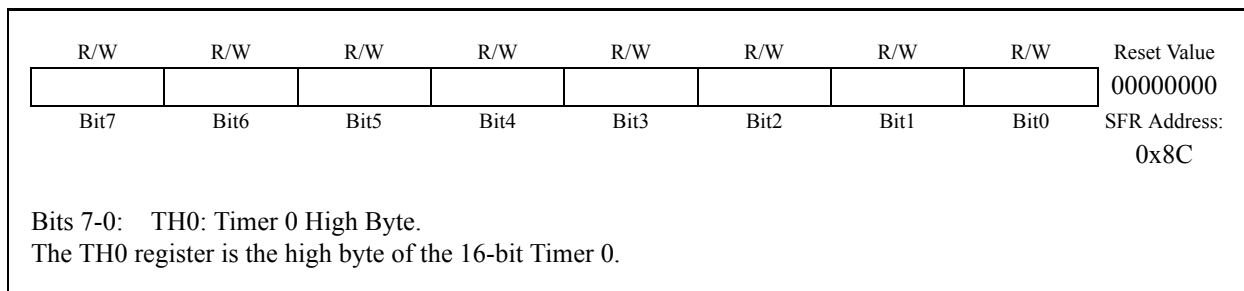 R/W R/W R/W R/W R/W R/W R/W R/W Reset Value
00000000
Bit7 Bit6 Bit5 Bit4 Bit3 Bit2 Bit1 Bit0 SFR Address:
0x8C
Bits 7-0: TH0: Timer 0 High Byte.
The TH0 register is the high byte of the 16-bit Timer 0.